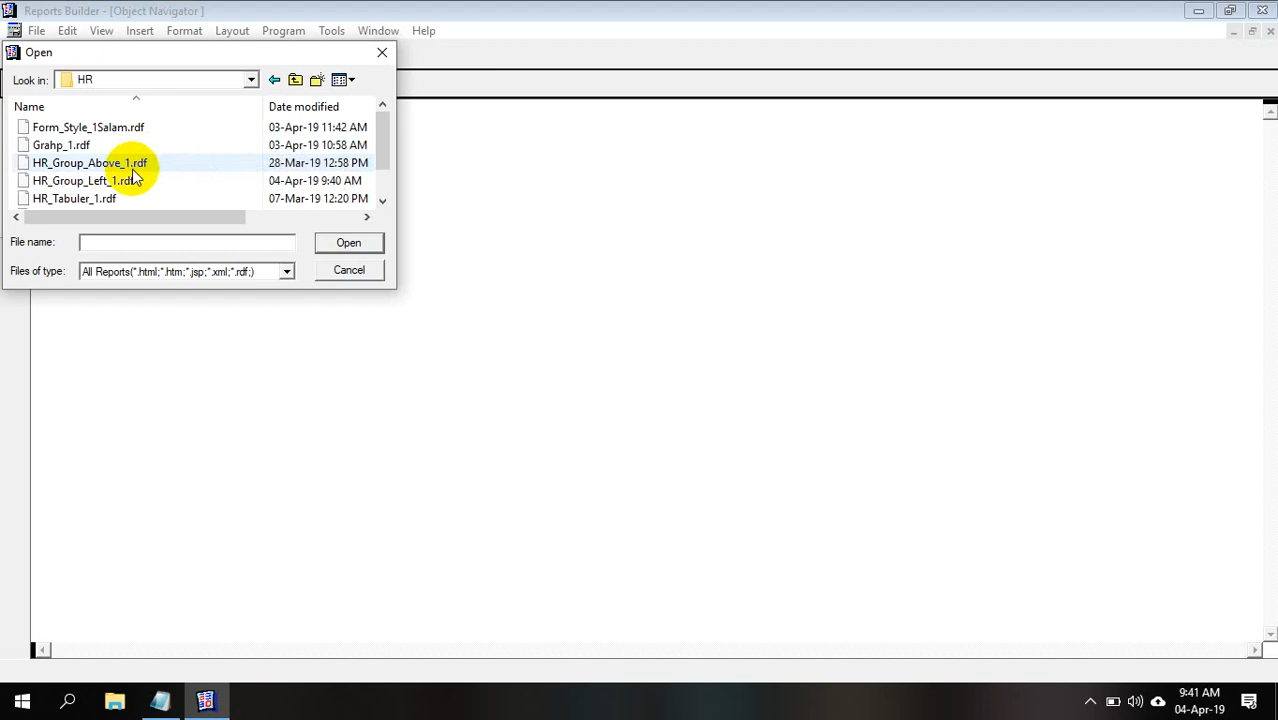 Reports Builder - [Object Navigator ]
File Edit View Insert Format Layout Program Tools Window Help
Open
Look in: HR
Name Date modified
Form_Style_1Salam.rdf 03-Apr-19 11:42 AM
Grahp_1.rdf 03-Apr-19 10:58 AM
HR_Group_Above_1.rdf 28-Mar-19 12:58 PM
HR_Group_Left_1.rdf 04-Apr-19 9:40 AM
HR_Tabuler_1.rdf 07-Mar-19 12:20 PM
File name: Open
Files of type: All Reports(*.html;*.htm;*.jsp;*.xml;*.rdf;) Cancel
9:41 AM
04-Apr-19